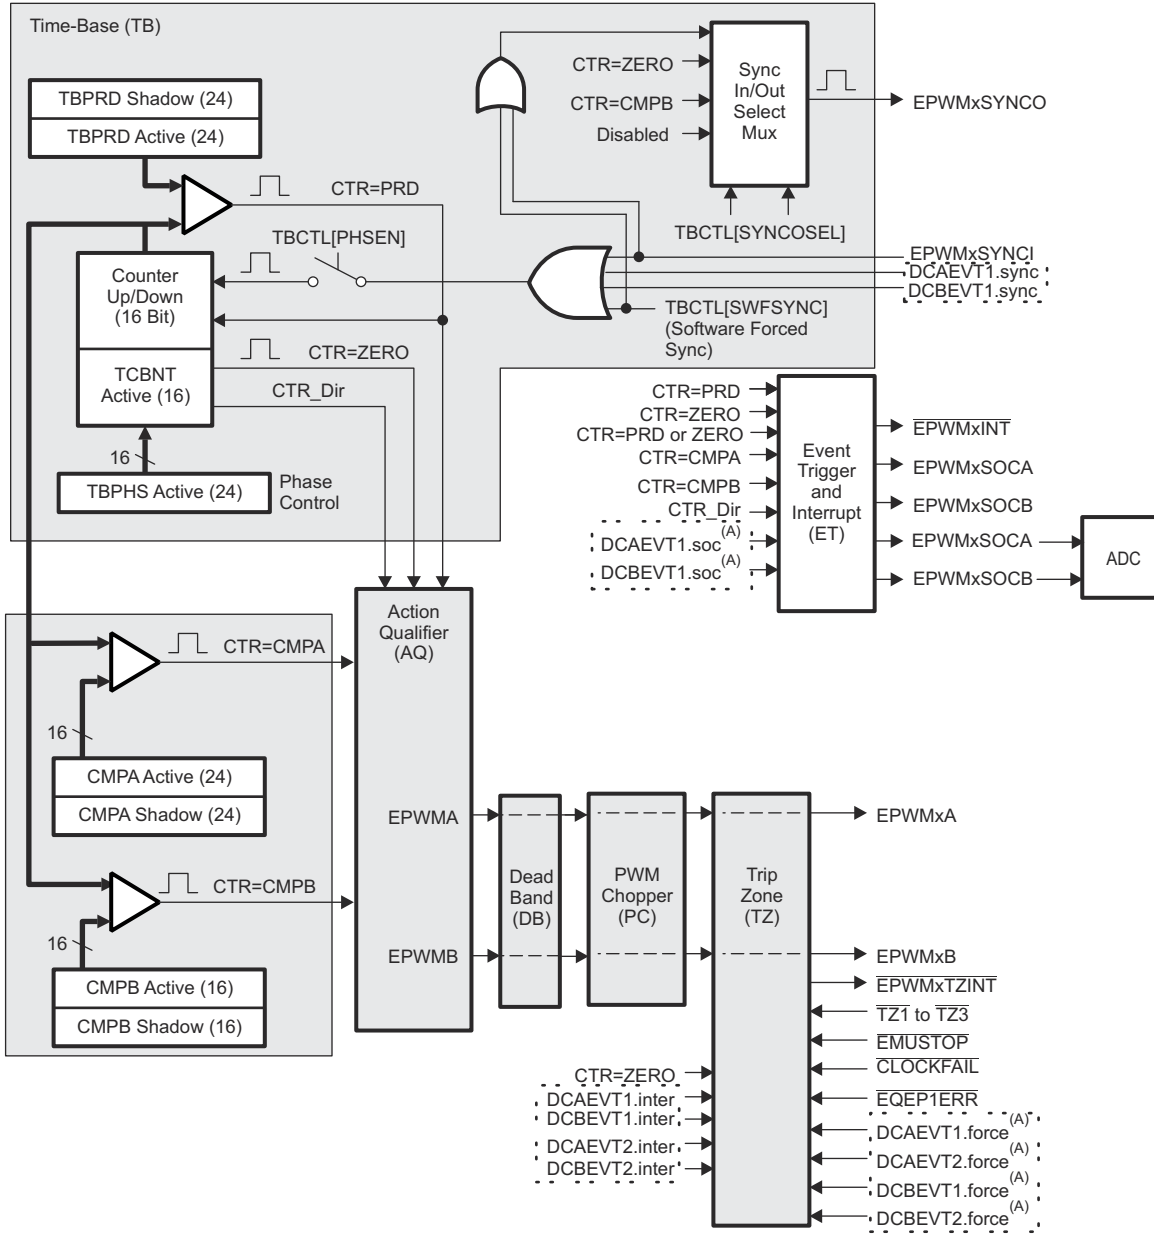 Time-Base (TB)
TBPRD Shadow (24)
TBPRD Active (24)
CTR=PRD
TBCTL[PHSEN]
Counter
Up/Down
(16 Bit)
TCBNT
Active (16)
CTR=ZERO
CTR_Dir
16
TBPHS Active (24)
Phase
Control
CTR=ZERO
CTR=CMPB
Disabled
Sync
In/Out
Select
Mux
EPWMxSYNCO
TBCTL[SYNCOSEL]
EPWMxSYNCI
DCAEVT1.sync
DCBEVT1.sync
TBCTL[SWFSYNC]
(Software Forced
Sync)
CTR=PRD
CTR=ZERO
CTR=PRD or ZERO
CTR=CMPA
CTR=CMPB
CTR_Dir
DCAEVT1.soc(A)
DCBEVT1.soc(A)
Event
Trigger
and
Interrupt
(ET)
EPWMxINT
EPWMxSOCA
EPWMxSOCB
EPWMxSOCA
EPWMxSOCB
ADC
Action
Qualifier
(AQ)
CTR=CMPA
16
CMPA Active (24)
CMPA Shadow (24)
CTR=CMPB
16
CMPB Active (16)
CMPB Shadow (16)
EPWMA
EPWMB
Dead
Band
(DB)
PWM
Chopper
(PC)
Trip
Zone
(TZ)
EPWMxA
EPWMxB
EPWMxTZINT
TZ1 to TZ3
EMUSTOP
CLOCKFAIL
EQEP1ERR
DCAEVT1.force(A)
DCAEVT2.force(A)
DCBEVT1.force(A)
DCBEVT2.force(A)
CTR=ZERO
DCAEVT1.inter
DCBEVT1.inter
DCAEVT2.inter
DCBEVT2.inter